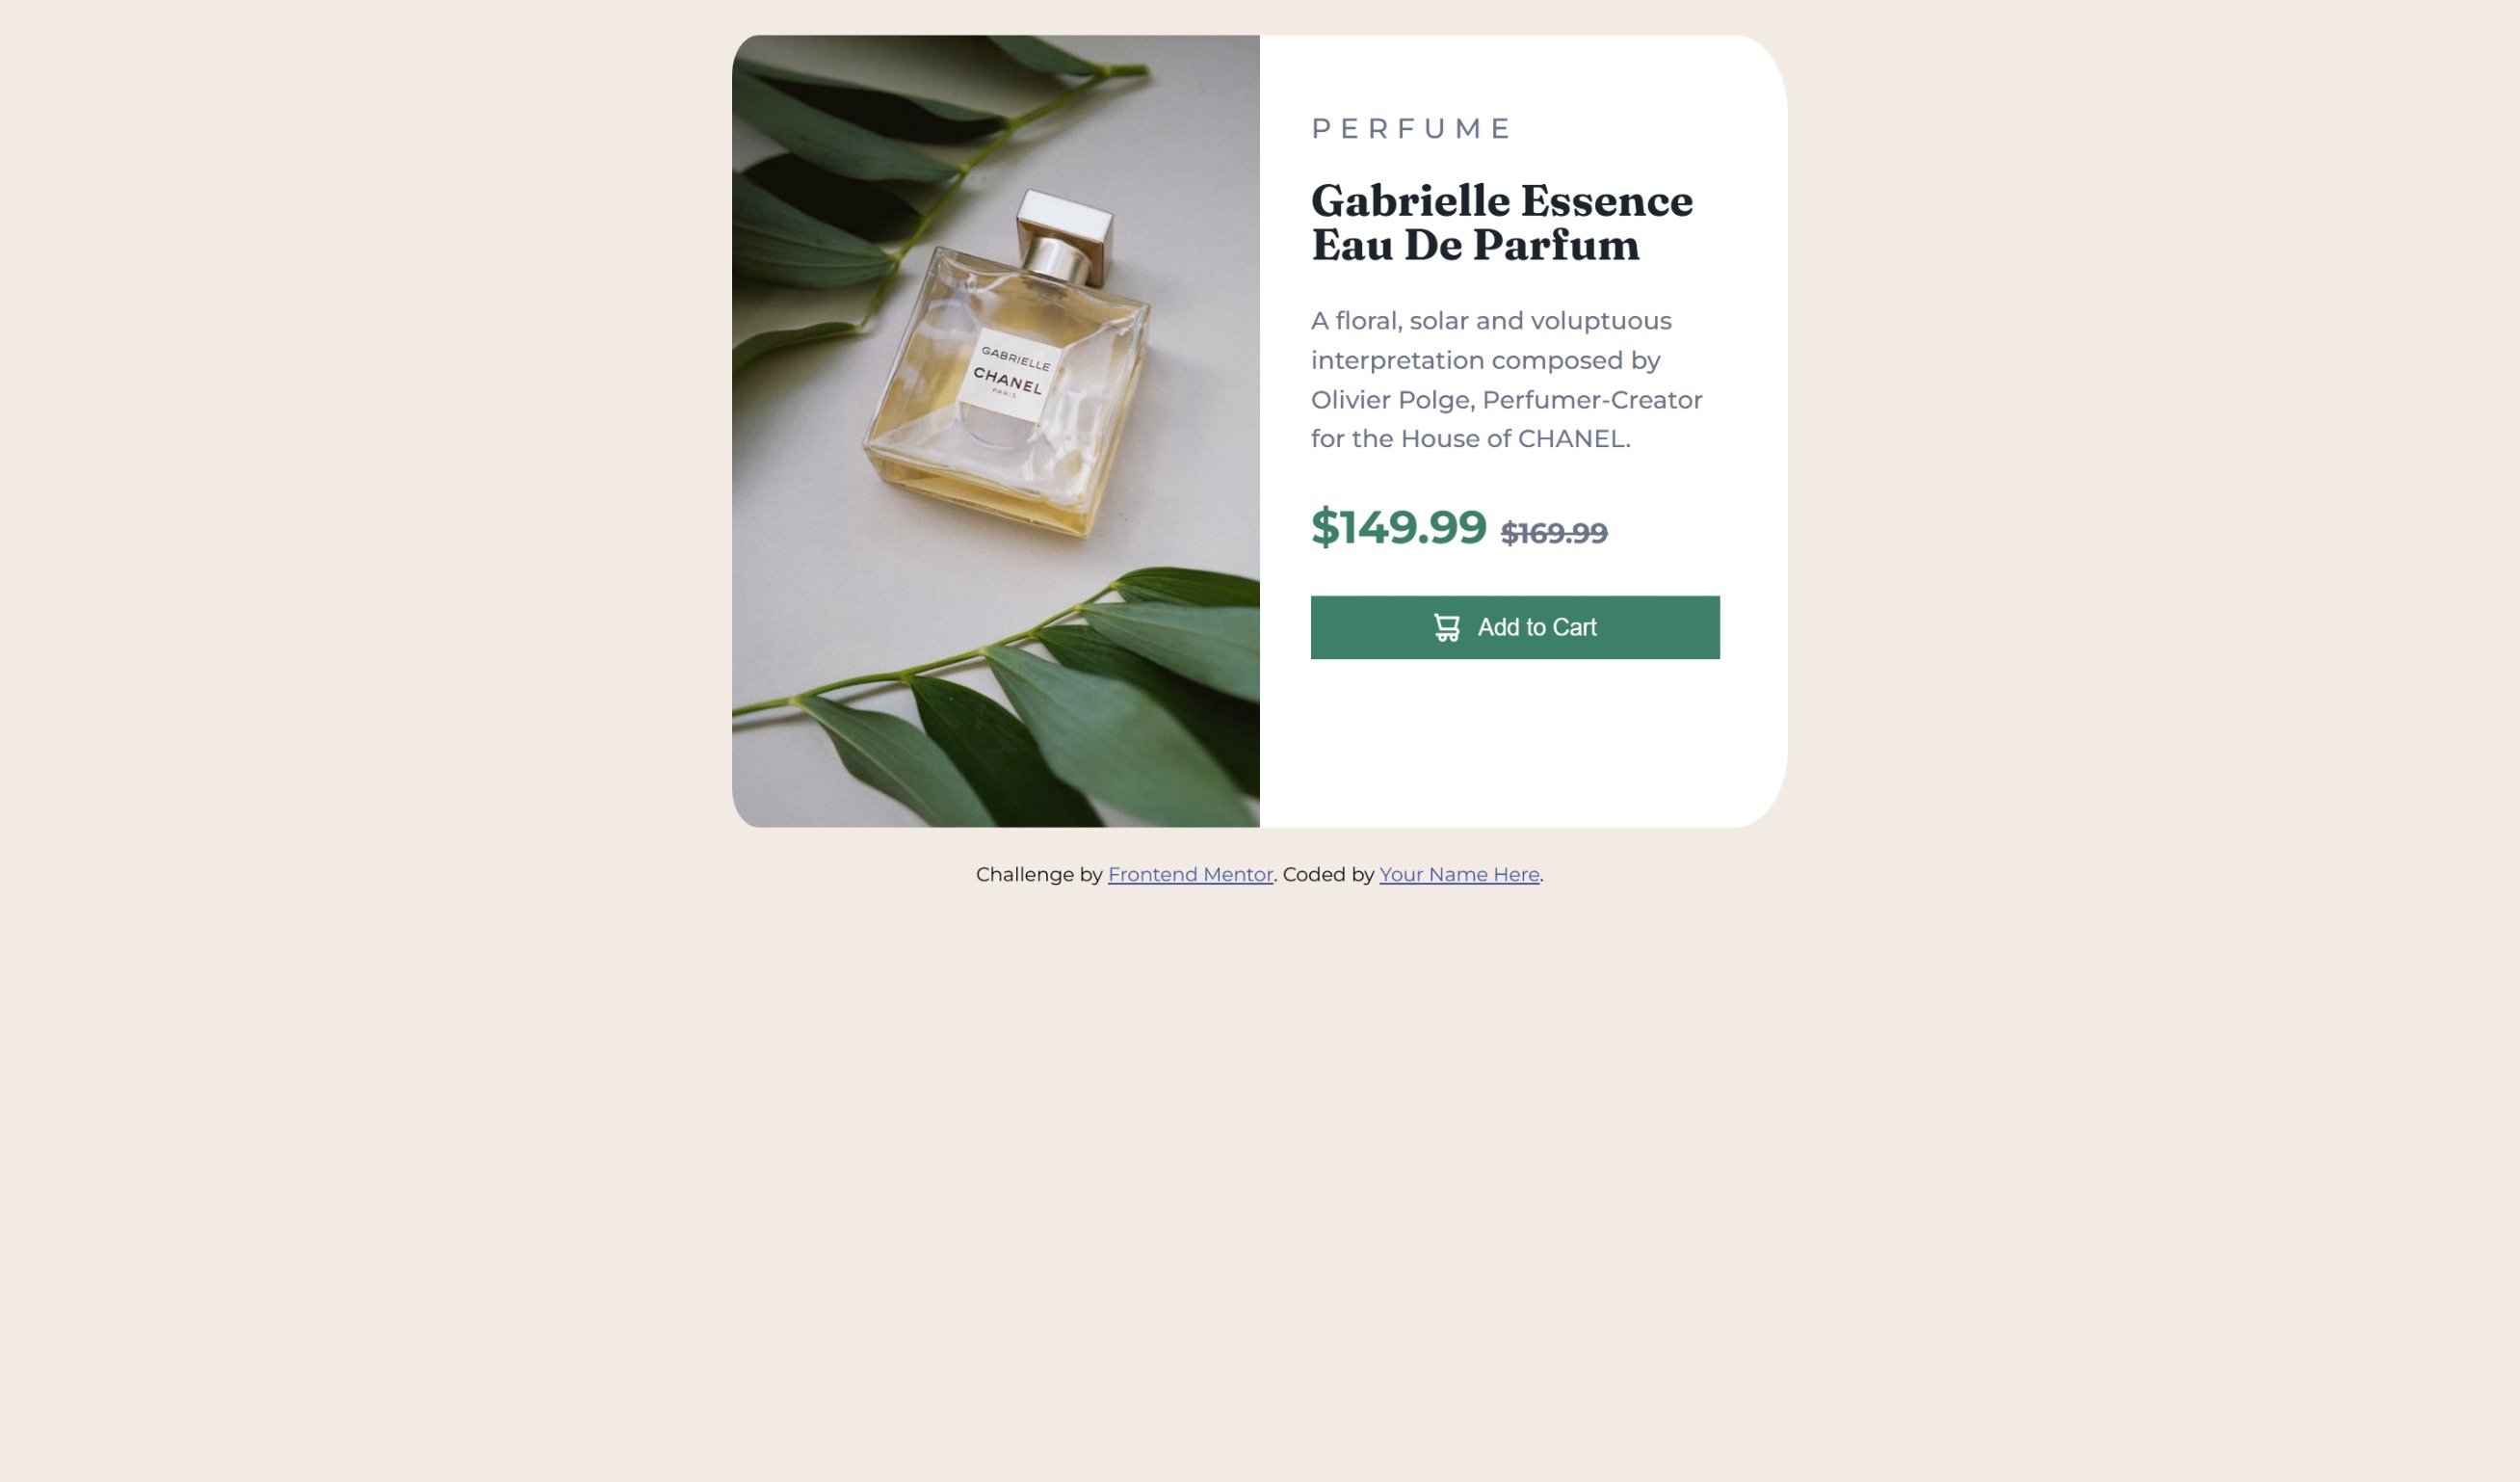 GABRIELLE
CHANEL
PARIS
PERFUME
Gabrielle Essence
Eau De Parfum
A floral, solar and voluptuous
interpretation composed by
Olivier Polge, Perfumer-Creator
for the House of CHANEL.
$149.99 $169.99
Add to Cart
Challenge by Frontend Mentor. Coded by Your Name Here.